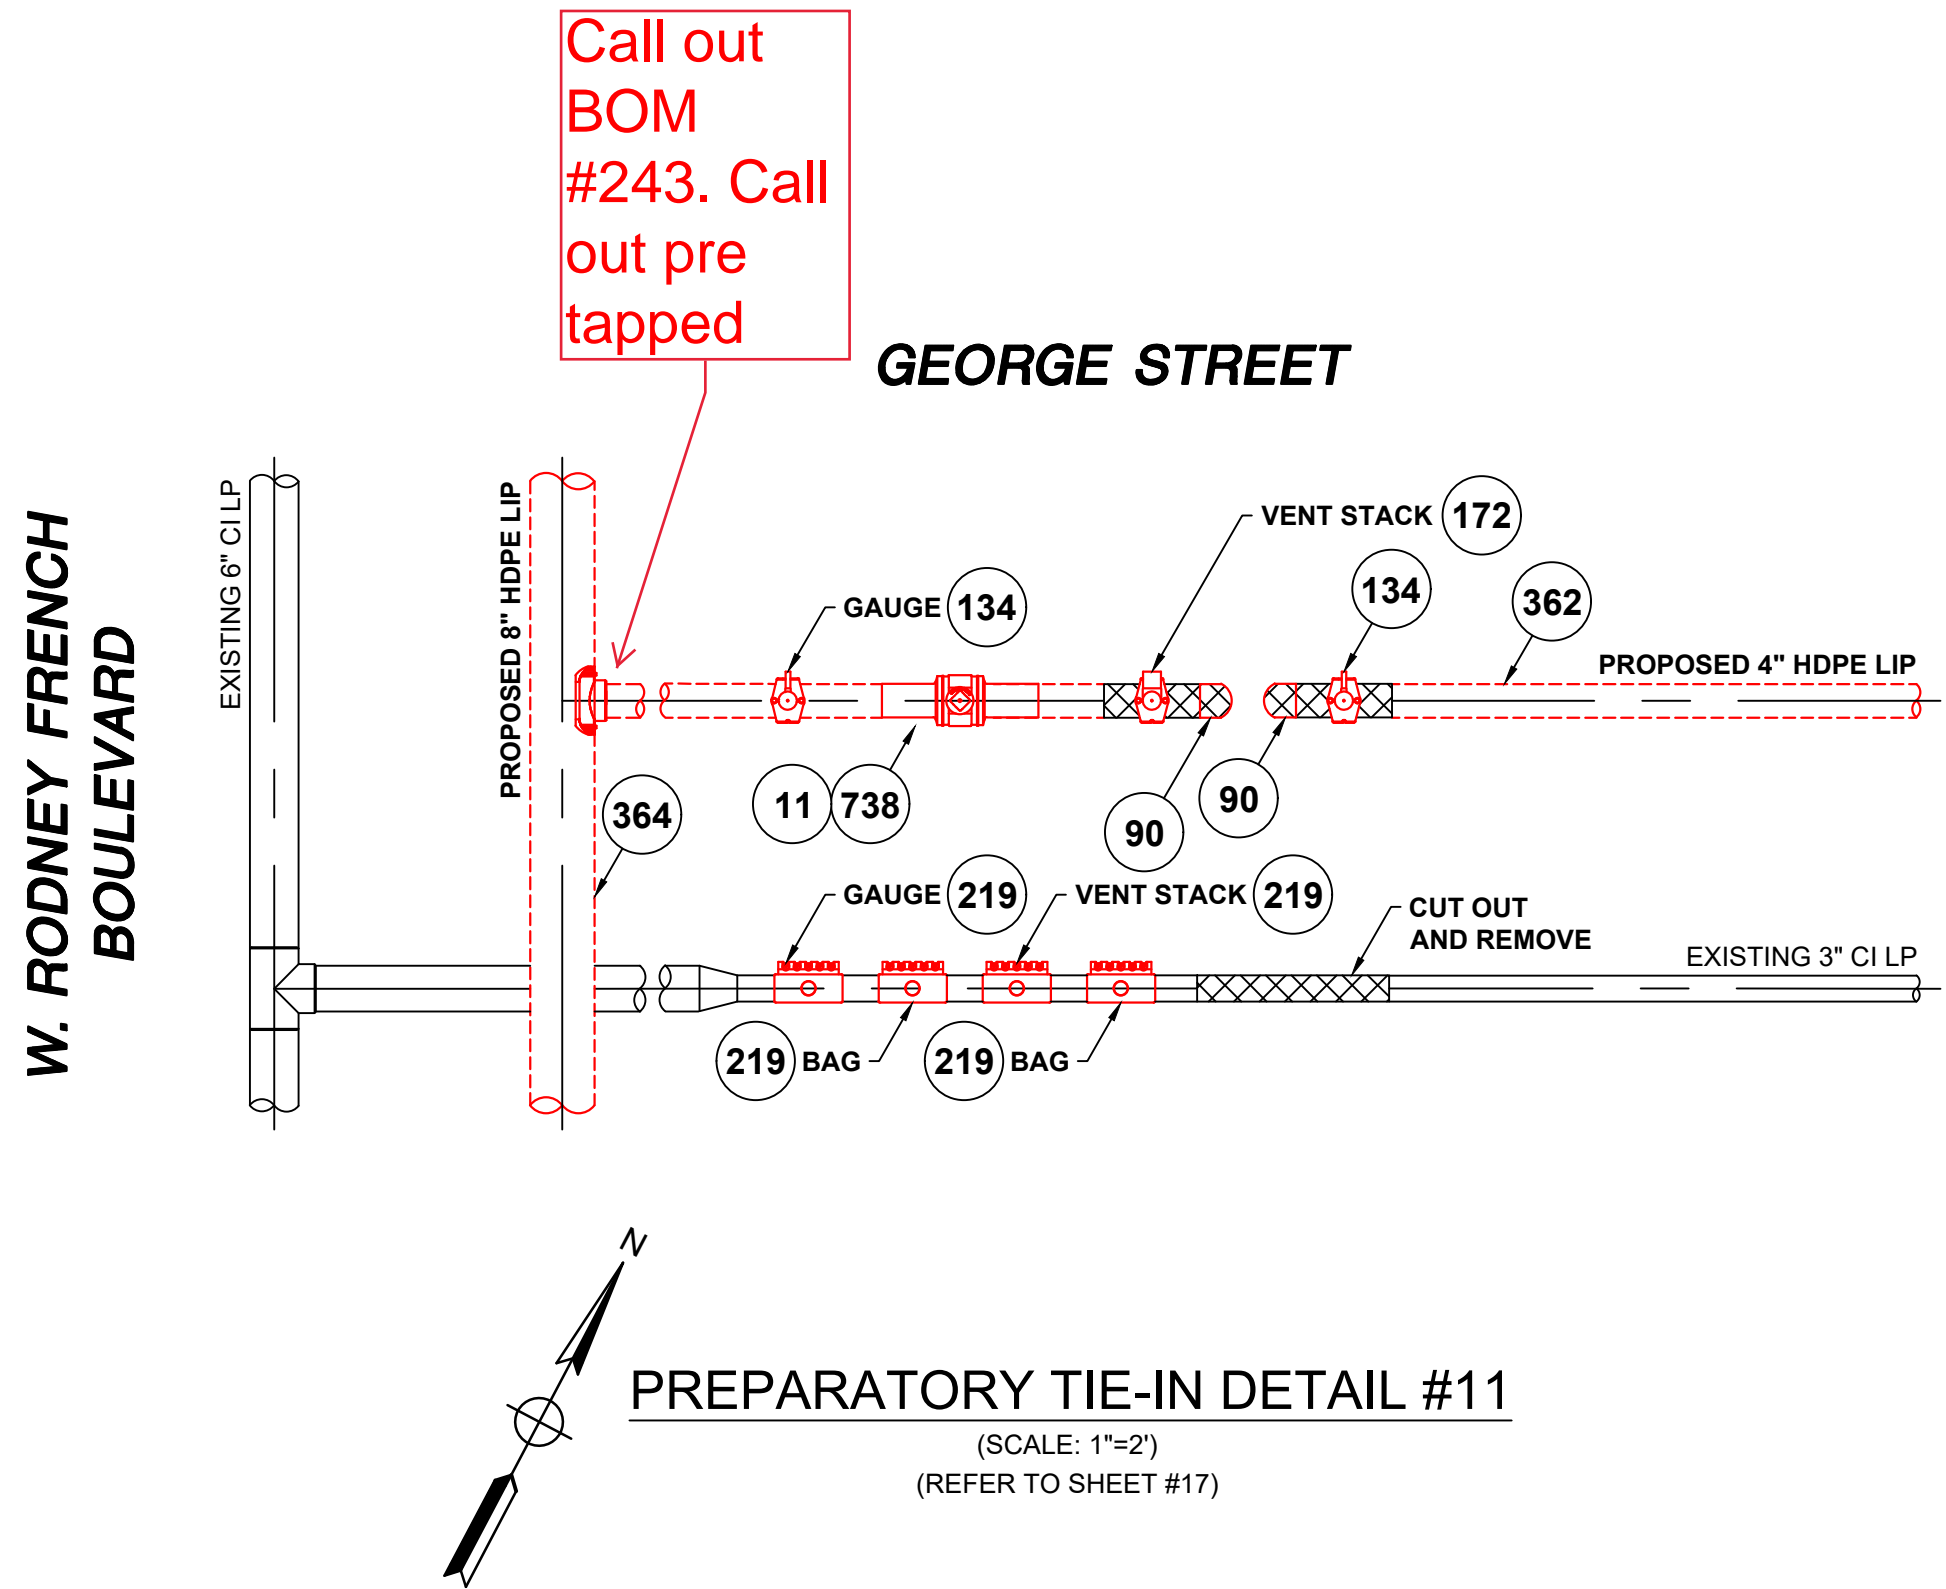 Call out
BOM
#243. Call
out pre
tapped
GEORGE STREET
W. RODNEY FRENCH
BOULEVARD
EXISTING 6" CI LP
PROPOSED 8" HDPE LIP
VENT STACK 172
GAUGE 134
134
362
PROPOSED 4" HDPE LIP
364
11 738
90
90
GAUGE 219
VENT STACK 219
CUT OUT
AND REMOVE
EXISTING 3" CI LP
219 BAG
219 BAG
N
PREPARATORY TIE-IN DETAIL #11
(SCALE: 1"=2')
(REFER TO SHEET #17)